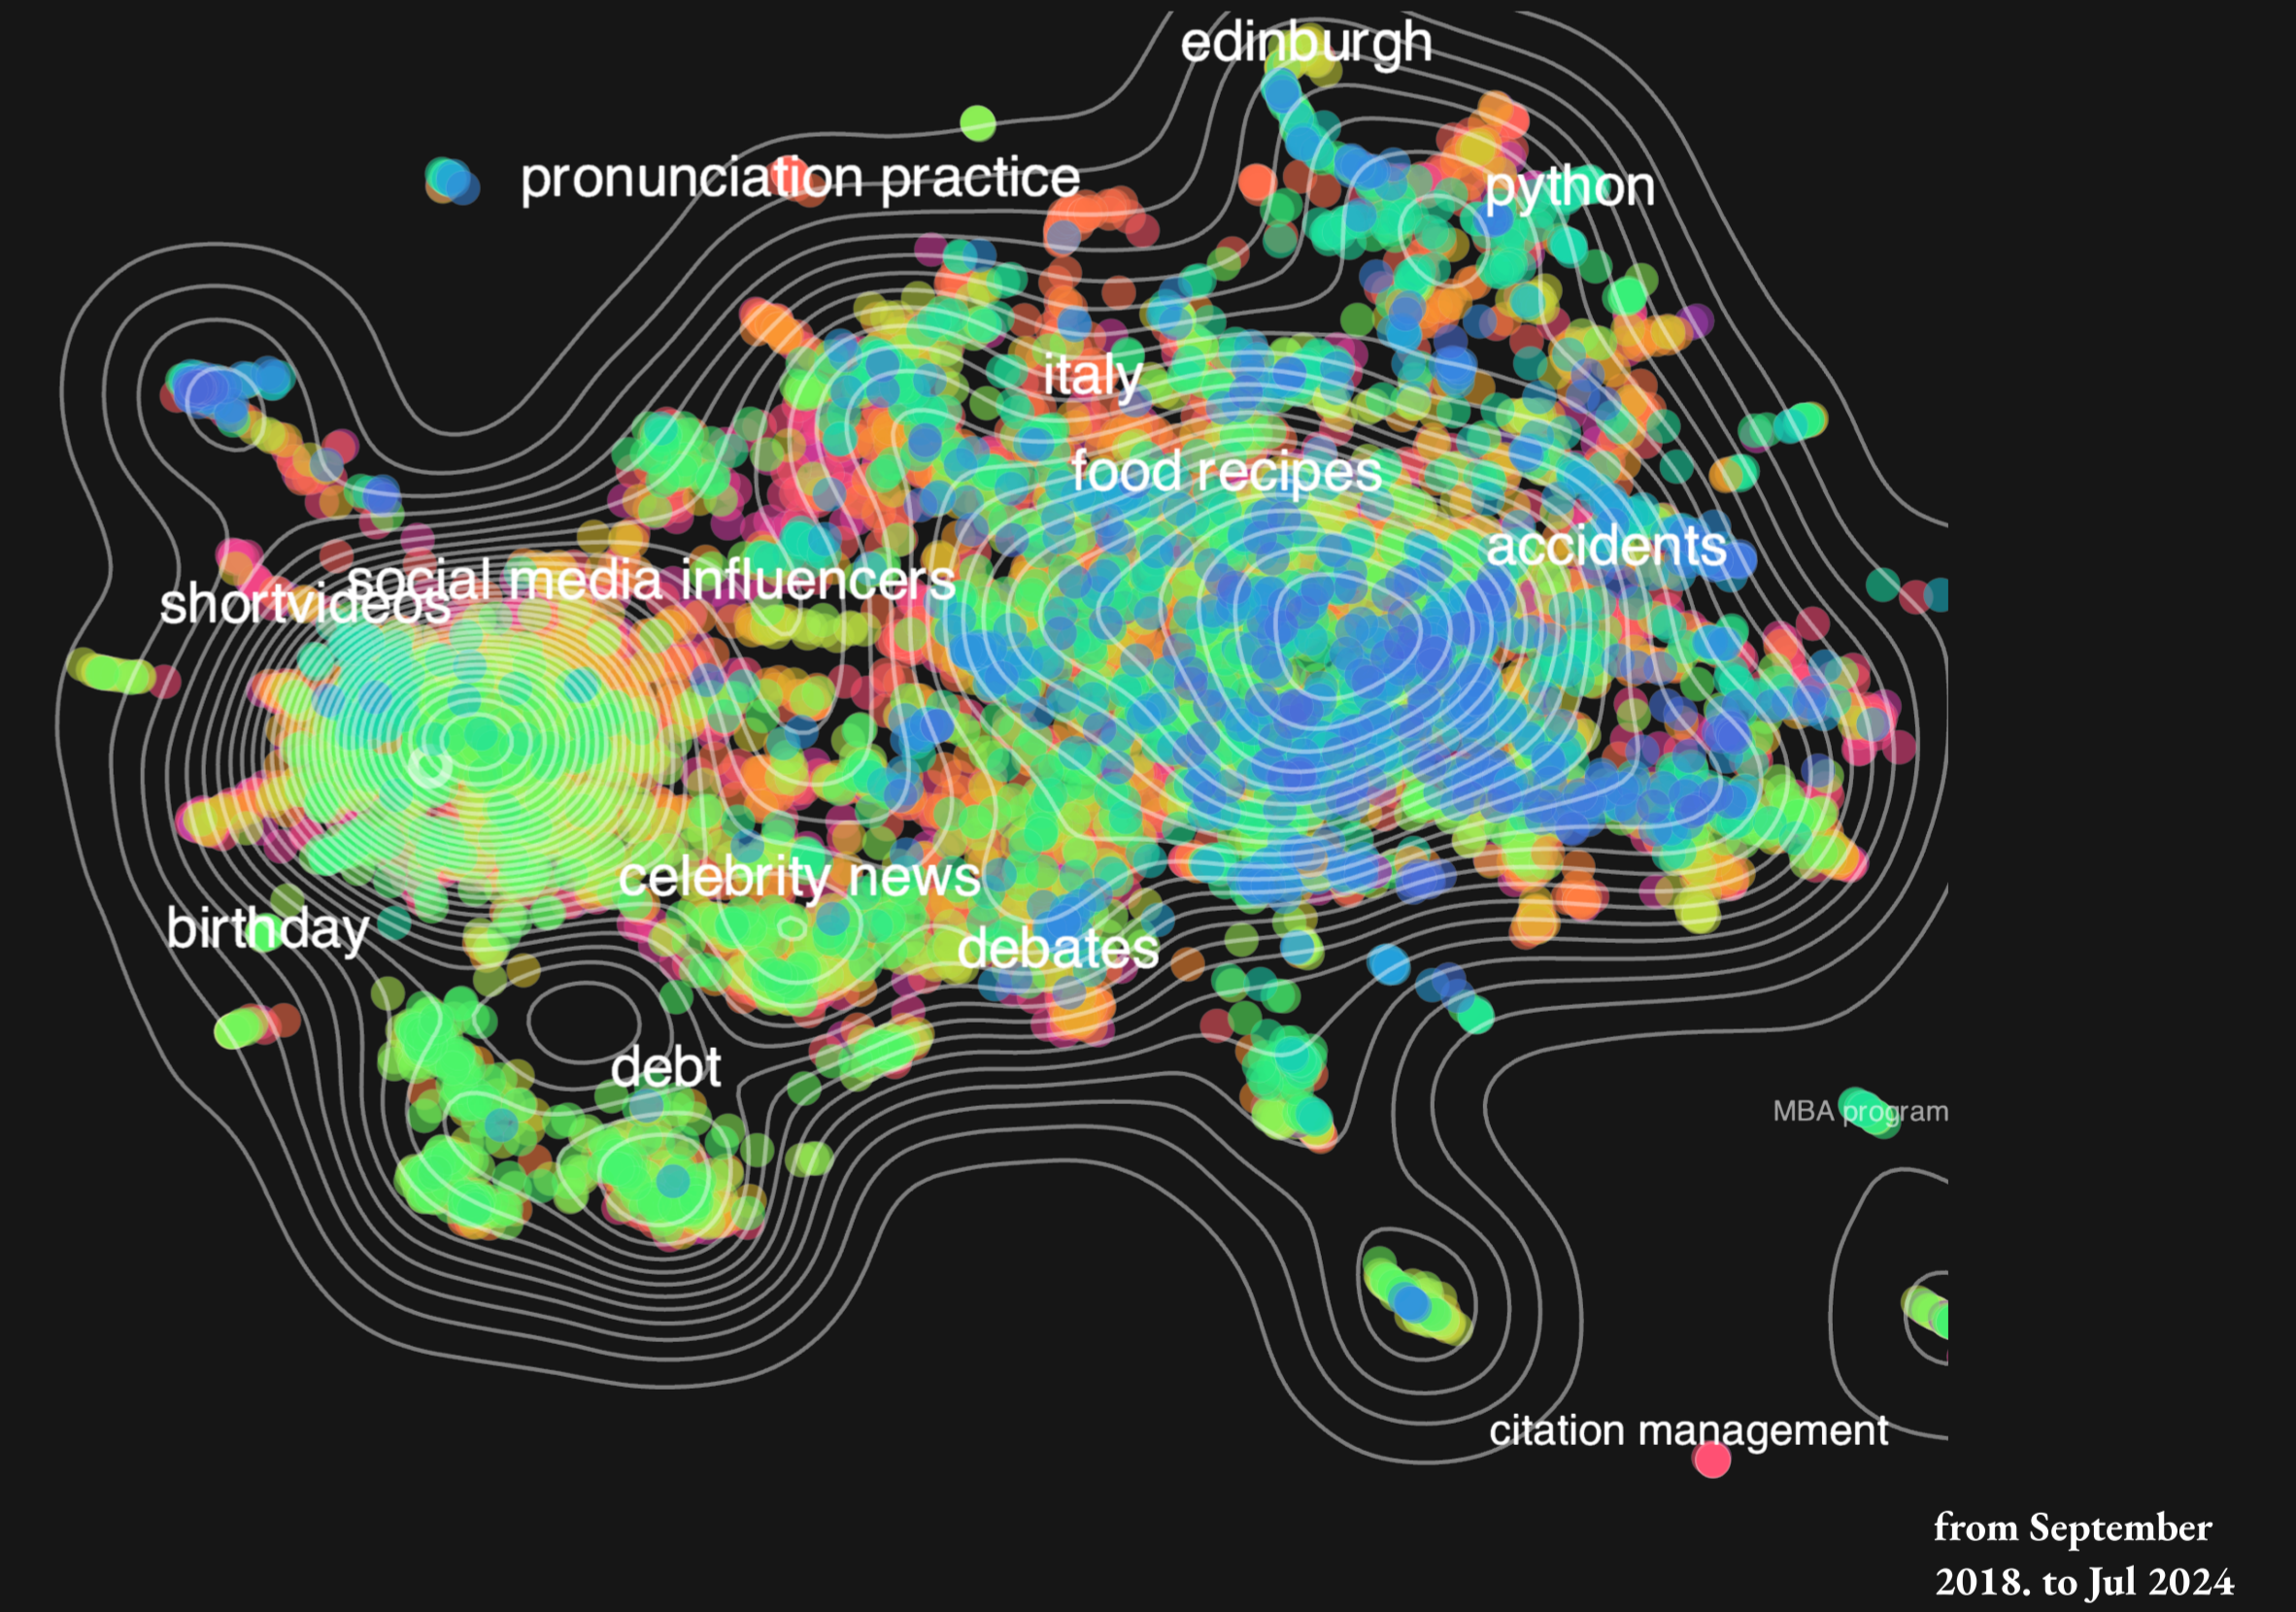 edinburgh
pronunciation practice
python
italy
food recipes
accidents
social media influencers
shortvideos
celebrity news
birthday
debates
debt
MBA program
citation management
from September
2018. to Jul 2024